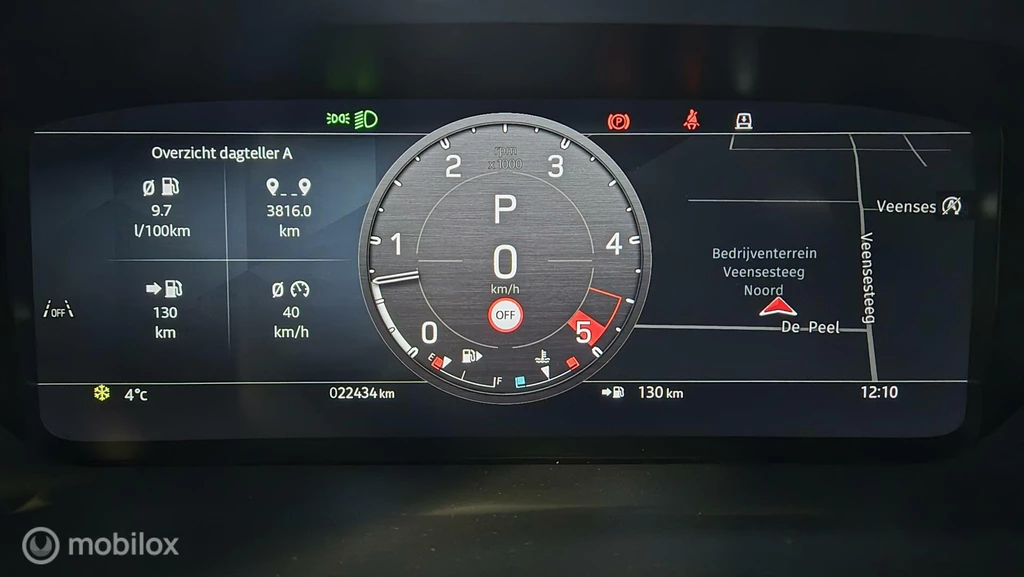 Overzicht dagteller A
9.7
l/100km
3816.0
km
130
km
40
km/h
OFF
4°C
022434 km
rpm
x1000
0
1
2
3
4
5
P
0
km/h
OFF
E
F
Bedrijventerrein
Veensesteeg
Noord
Veenses
Veensesteeg
De Peel
130 km
12:10
mobilox